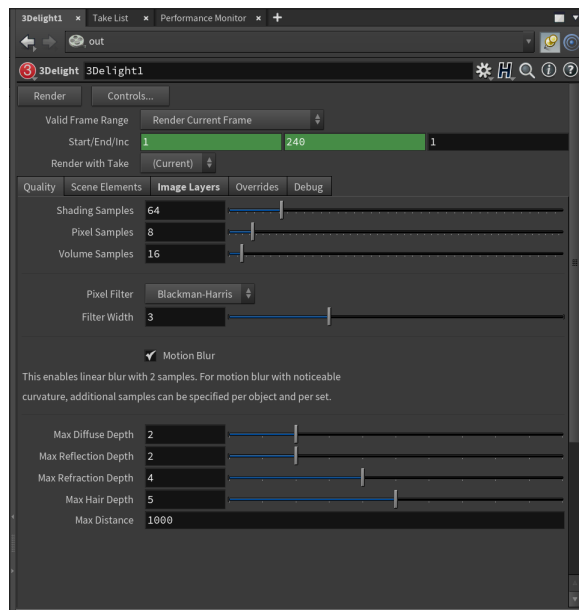 3Delight1 × Take List × Performance Monitor × +
out
3 3Delight 3Delight1 H i ?
Render Controls...
Valid Frame Range Render Current Frame
Start/End/Inc 1 240 1
Render with Take (Current)
Quality Scene Elements Image Layers Overrides Debug
Shading Samples 64
Pixel Samples 8
Volume Samples 16
Pixel Filter Blackman-Harris
Filter Width 3
Motion Blur
This enables linear blur with 2 samples. For motion blur with noticeable
curvature, additional samples can be specified per object and per set.
Max Diffuse Depth 2
Max Reflection Depth 2
Max Refraction Depth 4
Max Hair Depth 5
Max Distance 1000